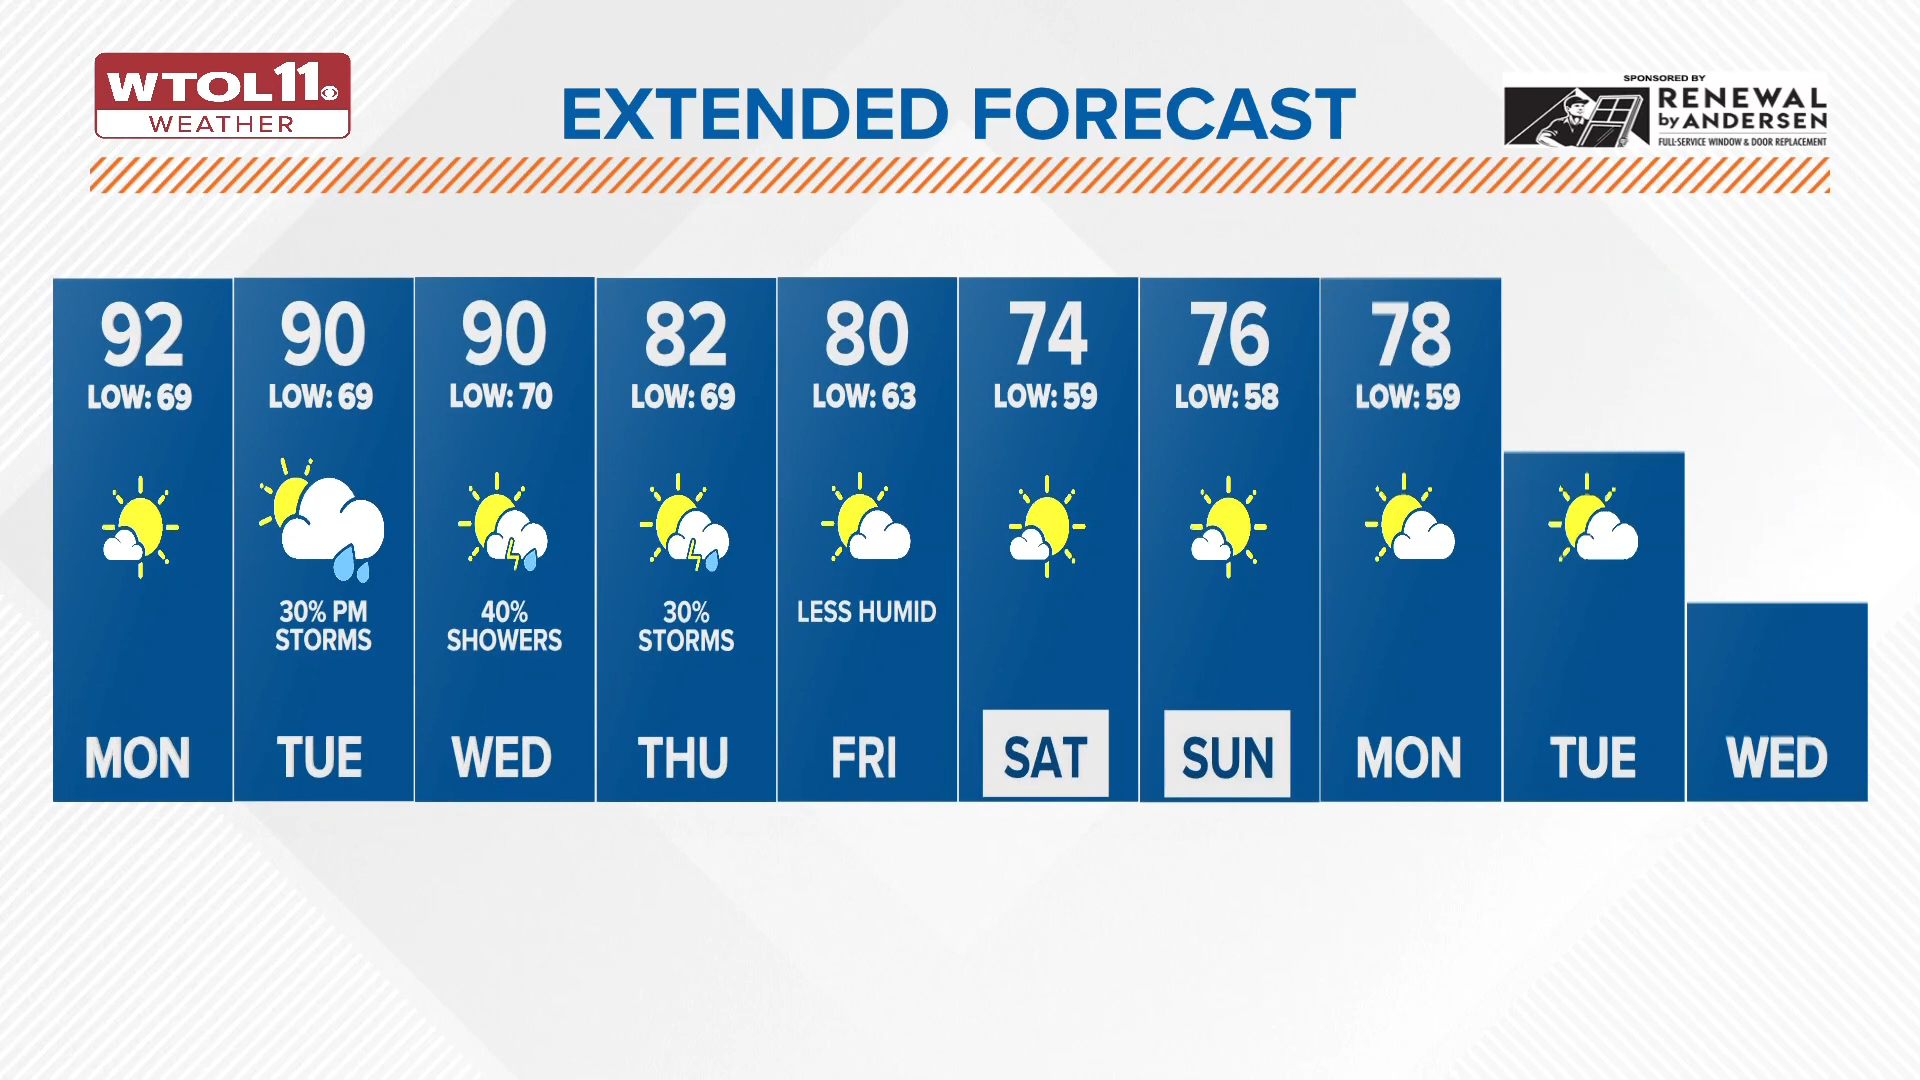 WTOL 11
WEATHER
EXTENDED FORECAST
SPONSORED BY
RENEWAL
by ANDERSEN
FULL-SERVICE WINDOW & DOOR REPLACEMENT
92
LOW: 69
MON
90
LOW: 69
30% PM
STORMS
TUE
90
LOW: 70
40%
SHOWERS
WED
82
LOW: 69
30%
STORMS
THU
80
LOW: 63
LESS HUMID
FRI
74
LOW: 59
SAT
76
LOW: 58
SUN
78
LOW: 59
MON
TUE
WED